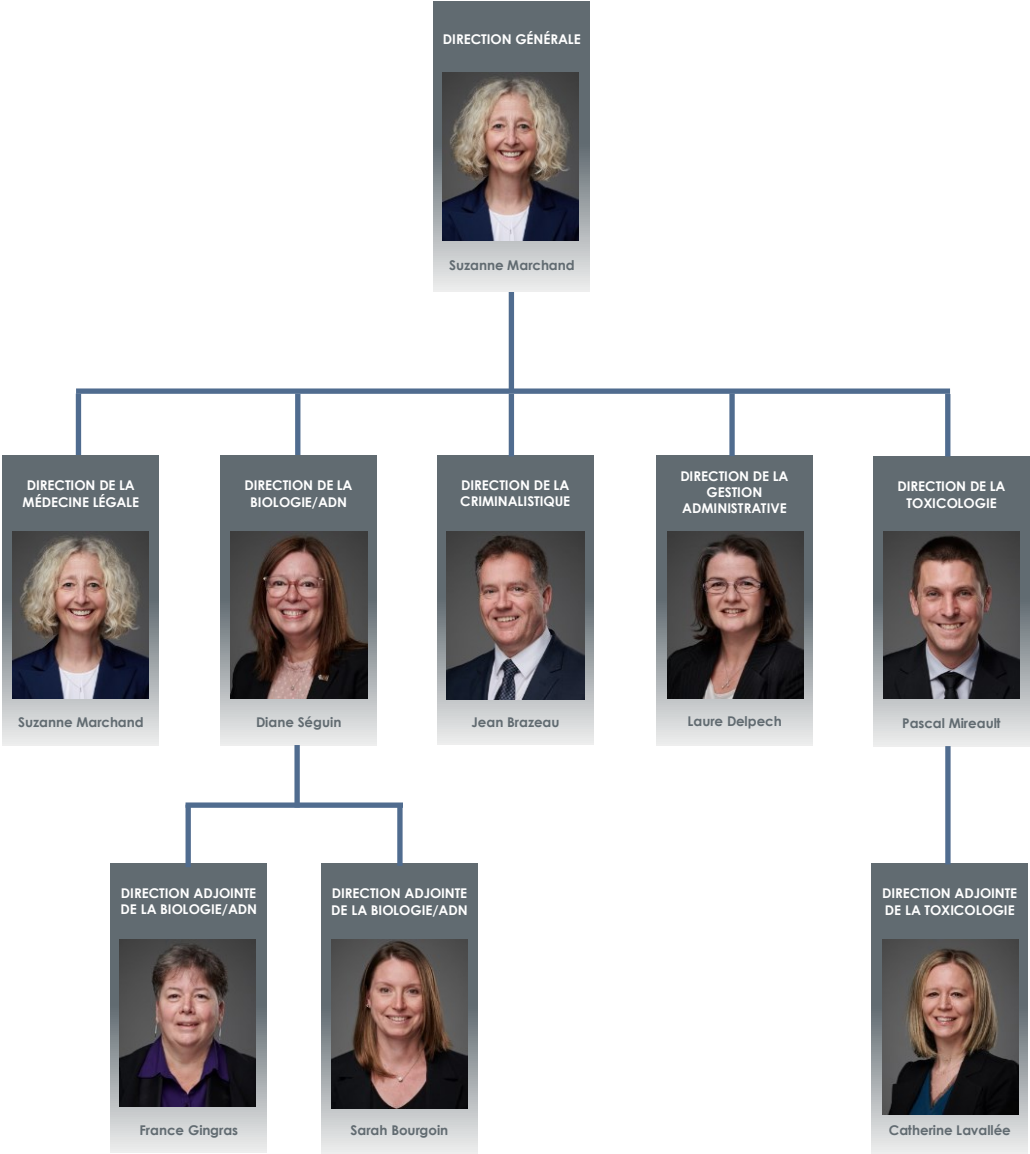 DIRECTION GÉNÉRALE
Suzanne Marchand
DIRECTION DE LA
MÉDECINE LÉGALE
Suzanne Marchand
DIRECTION DE LA
BIOLOGIE/ADN
Diane Séguin
DIRECTION DE LA
CRIMINALISTIQUE
Jean Brazeau
DIRECTION DE LA
GESTION
ADMINISTRATIVE
Laure Delpech
DIRECTION DE LA
TOXICOLOGIE
Pascal Mireault
DIRECTION ADJOINTE
DE LA BIOLOGIE/ADN
France Gingras
DIRECTION ADJOINTE
DE LA BIOLOGIE/ADN
Sarah Bourgoin
DIRECTION ADJOINTE
DE LA TOXICOLOGIE
Catherine Lavallée